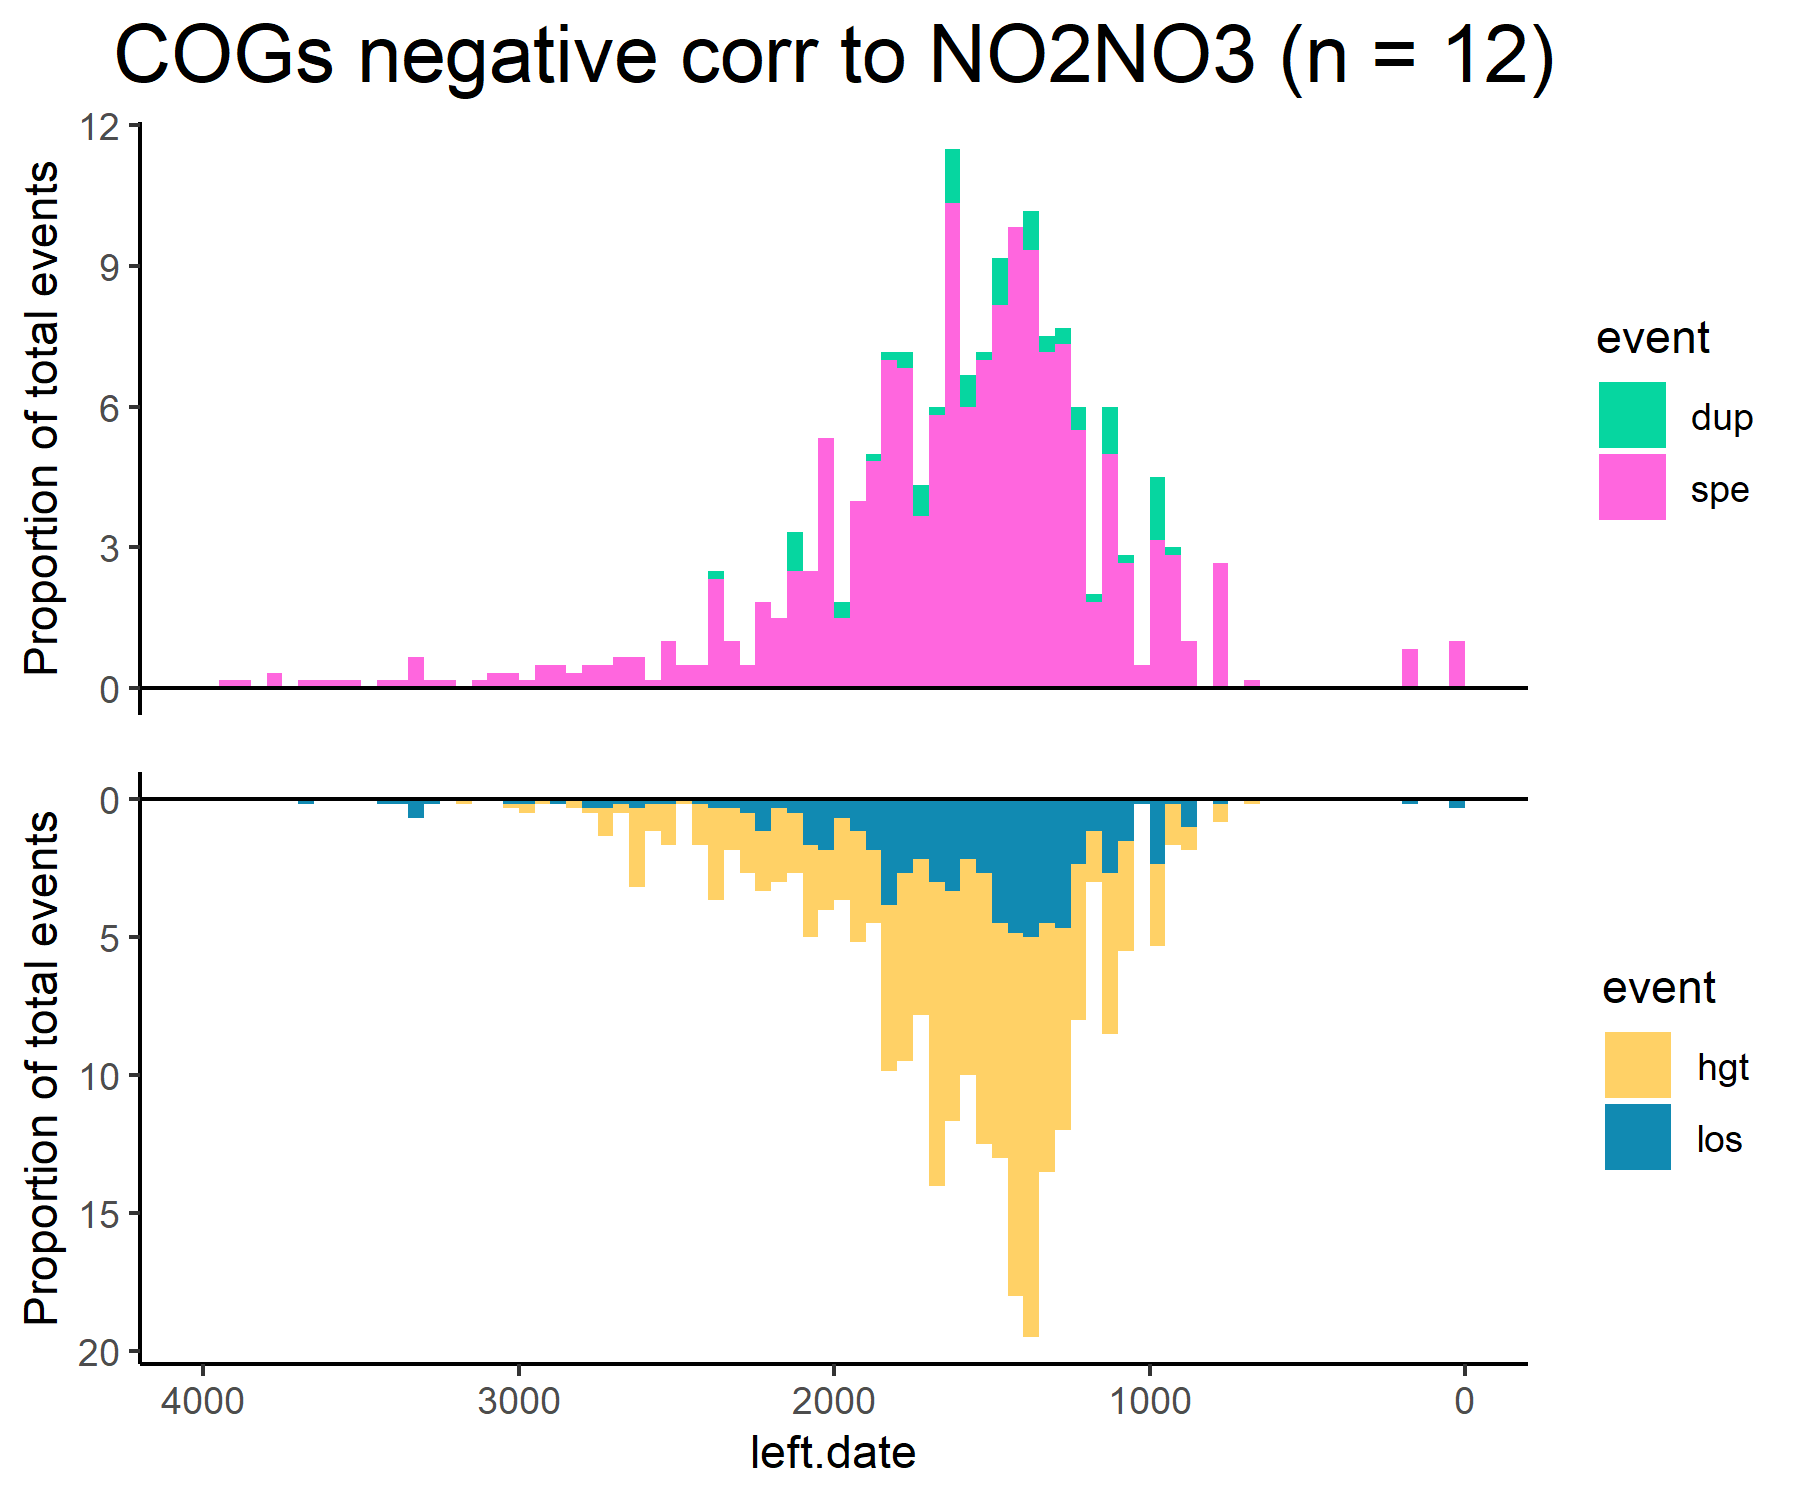 COGs negative corr to NO2NO3 (n = 12)
Proportion of total events
12
9
6
3
0
event
dup
spe
Proportion of total events
0
5
10
15
20
event
hgt
los
4000 3000 2000 1000 0
left.date